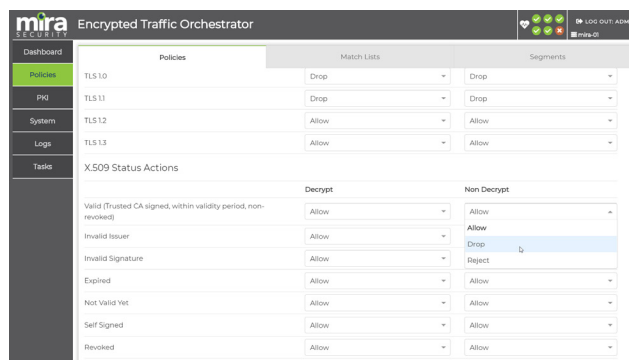 mira
SECURITY
Encrypted Traffic Orchestrator
LOG OUT: ADM
mira-01
Dashboard
Policies
PKI
System
Logs
Tasks
Policies
Match Lists
Segments
TLS 1.0
Drop
Drop
TLS 1.1
Drop
Drop
TLS 1.2
Allow
Allow
TLS 1.3
Allow
Allow
X.509 Status Actions
Decrypt
Non Decrypt
Valid (Trusted CA signed, within validity period, non-
revoked)
Allow
Allow
Allow
Drop
Reject
Invalid Issuer
Allow
Invalid Signature
Allow
Expired
Allow
Allow
Not Valid Yet
Allow
Allow
Self Signed
Allow
Allow
Revoked
Allow
Allow